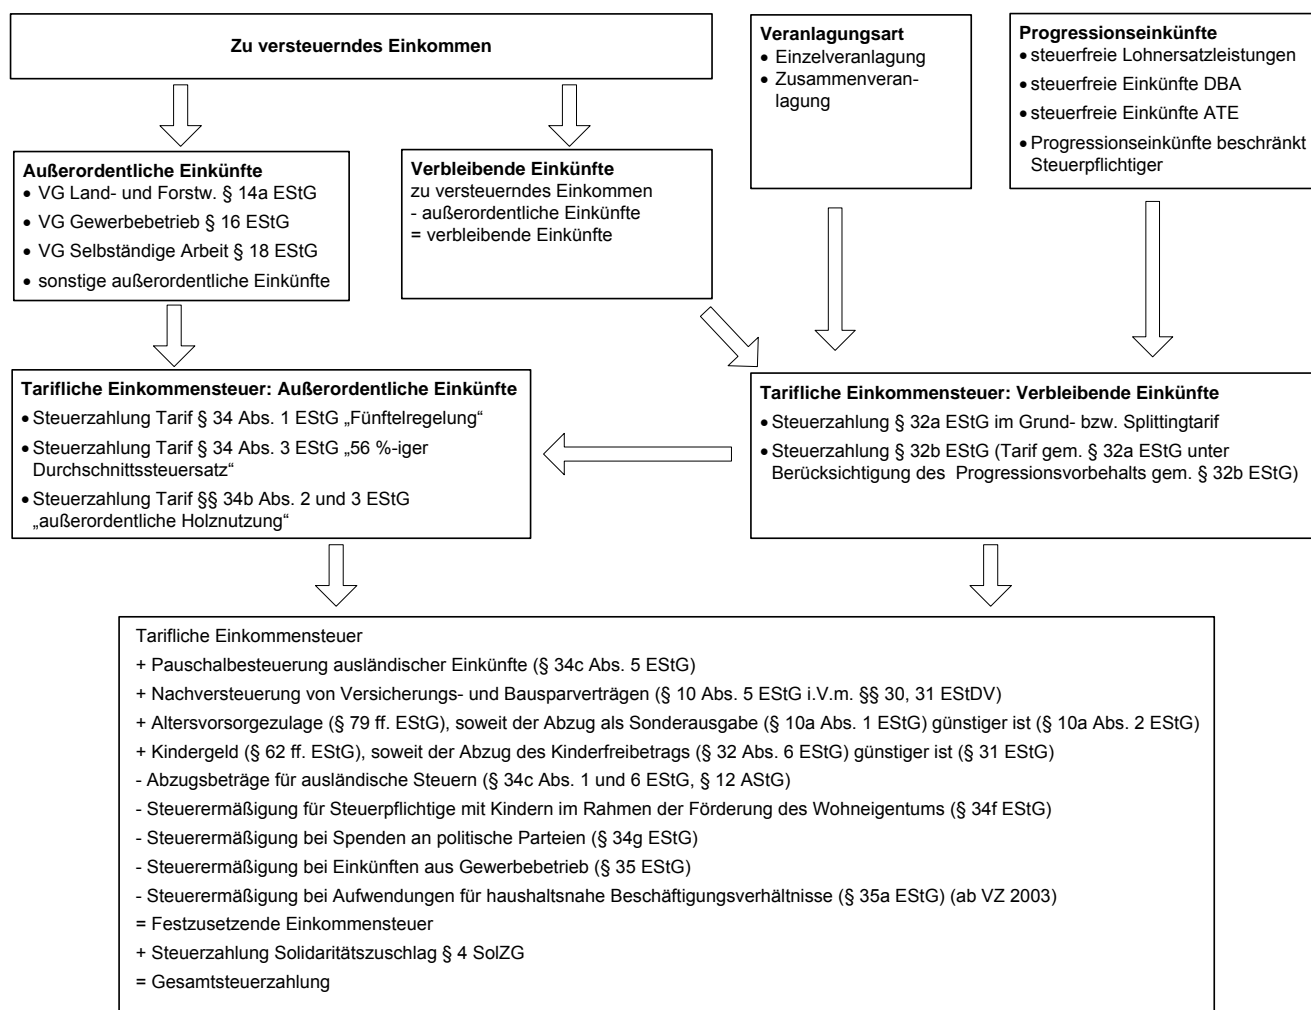 Zu versteuerndes Einkommen
Veranlagungsart
• Einzelveranlagung
• Zusammenveran-
lagung
Progressionseinkünfte
• steuerfreie Lohnersatzleistungen
• steuerfreie Einkünfte DBA
• steuerfreie Einkünfte ATE
• Progressionseinkünfte beschränkt
Steuerpflichtiger
Außerordentliche Einkünfte
• VG Land- und Forstw. § 14a EStG
• VG Gewerbebetrieb § 16 EStG
• VG Selbständige Arbeit § 18 EStG
• sonstige außerordentliche Einkünfte
Verbleibende Einkünfte
zu versteuerndes Einkommen
- außerordentliche Einkünfte
= verbleibende Einkünfte
Tarifliche Einkommensteuer: Außerordentliche Einkünfte
• Steuerzahlung Tarif § 34 Abs. 1 EStG „Fünftelregelung“
• Steuerzahlung Tarif § 34 Abs. 3 EStG „56 %-iger
Durchschnittssteuersatz“
• Steuerzahlung Tarif §§ 34b Abs. 2 und 3 EStG
„außerordentliche Holznutzung“
Tarifliche Einkommensteuer: Verbleibende Einkünfte
• Steuerzahlung § 32a EStG im Grund- bzw. Splittingtarif
• Steuerzahlung § 32b EStG (Tarif gem. § 32a EStG unter
Berücksichtigung des Progressionsvorbehalts gem. § 32b EStG)
Tarifliche Einkommensteuer
+ Pauschalbesteuerung ausländischer Einkünfte (§ 34c Abs. 5 EStG)
+ Nachversteuerung von Versicherungs- und Bausparverträgen (§ 10 Abs. 5 EStG i.V.m. §§ 30, 31 EStDV)
+ Altersvorsorgezulage (§ 79 ff. EStG), soweit der Abzug als Sonderausgabe (§ 10a Abs. 1 EStG) günstiger ist (§ 10a Abs. 2 EStG)
+ Kindergeld (§ 62 ff. EStG), soweit der Abzug des Kinderfreibetrags (§ 32 Abs. 6 EStG) günstiger ist (§ 31 EStG)
- Abzugsbeträge für ausländische Steuern (§ 34c Abs. 1 und 6 EStG, § 12 AStG)
- Steuerermäßigung für Steuerpflichtige mit Kindern im Rahmen der Förderung des Wohneigentums (§ 34f EStG)
- Steuerermäßigung bei Spenden an politische Parteien (§ 34g EStG)
- Steuerermäßigung bei Einkünften aus Gewerbebetrieb (§ 35 EStG)
- Steuerermäßigung bei Aufwendungen für haushaltsnahe Beschäftigungsverhältnisse (§ 35a EStG) (ab VZ 2003)
= Festzusetzende Einkommensteuer
+ Steuerzahlung Solidaritätszuschlag § 4 SolZG
= Gesamtsteuerzahlung